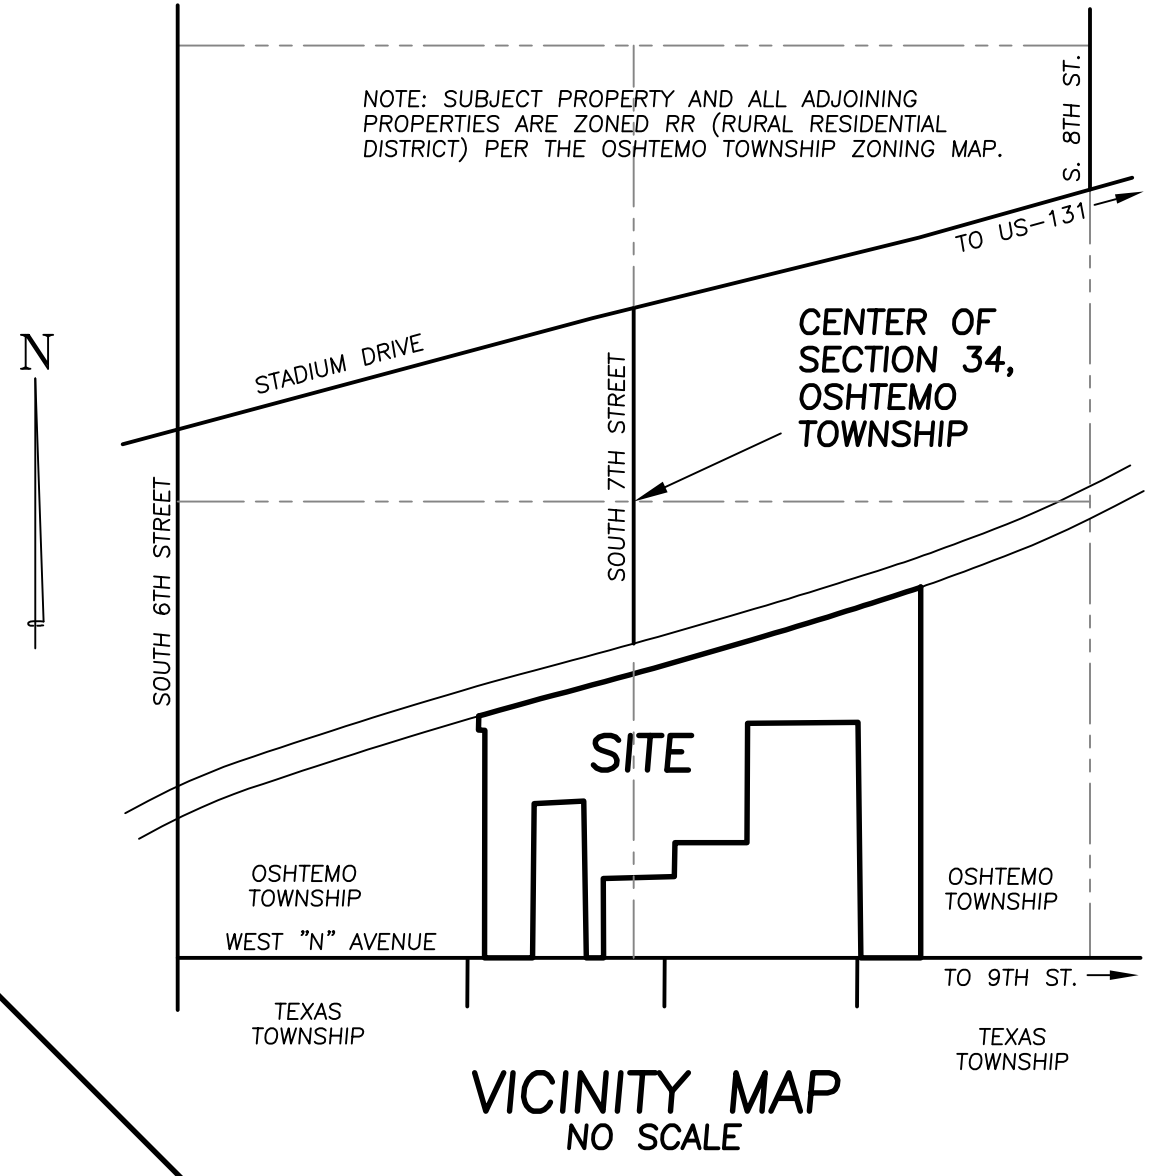 NOTE: SUBJECT PROPERTY AND ALL ADJOINING
PROPERTIES ARE ZONED RR (RURAL RESIDENTIAL
DISTRICT) PER THE OSHTEMO TOWNSHIP ZONING MAP.
S. 8TH ST.
TO US-131
STADIUM DRIVE
N
CENTER OF
SECTION 34,
OSHTEMO
TOWNSHIP
SOUTH 7TH STREET
SOUTH 6TH STREET
SITE
OSHTEMO
TOWNSHIP
OSHTEMO
TOWNSHIP
WEST "N" AVENUE
TO 9TH ST.
TEXAS
TOWNSHIP
TEXAS
TOWNSHIP
VICINITY MAP
NO SCALE